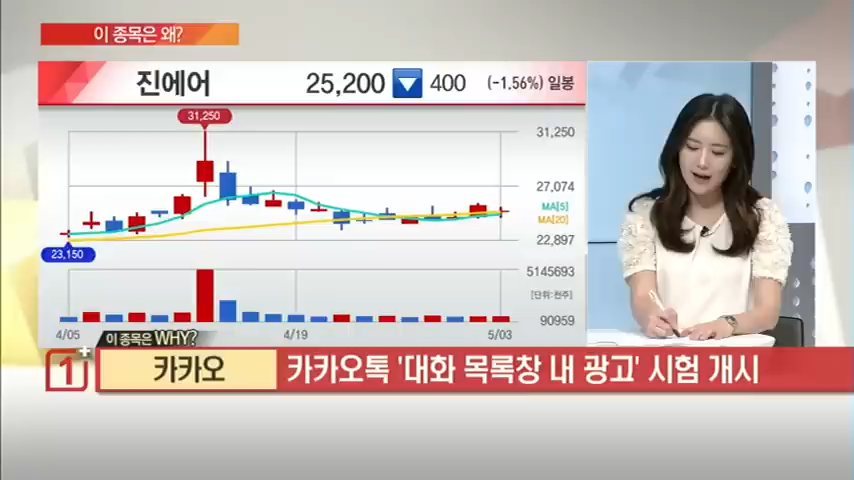 이 종목은 왜?
진에어 25,200 ▼ 400 (-1.56%) 일봉
31,250
31,250
27,074
MA[5]
MA[20]
22,897
23,150
5145693
[단위:천주]
90959
4/05 4/19 5/03
이 종목은 WHY?
1+ 카카오 카카오톡 '대화 목록창 내 광고' 시험 개시